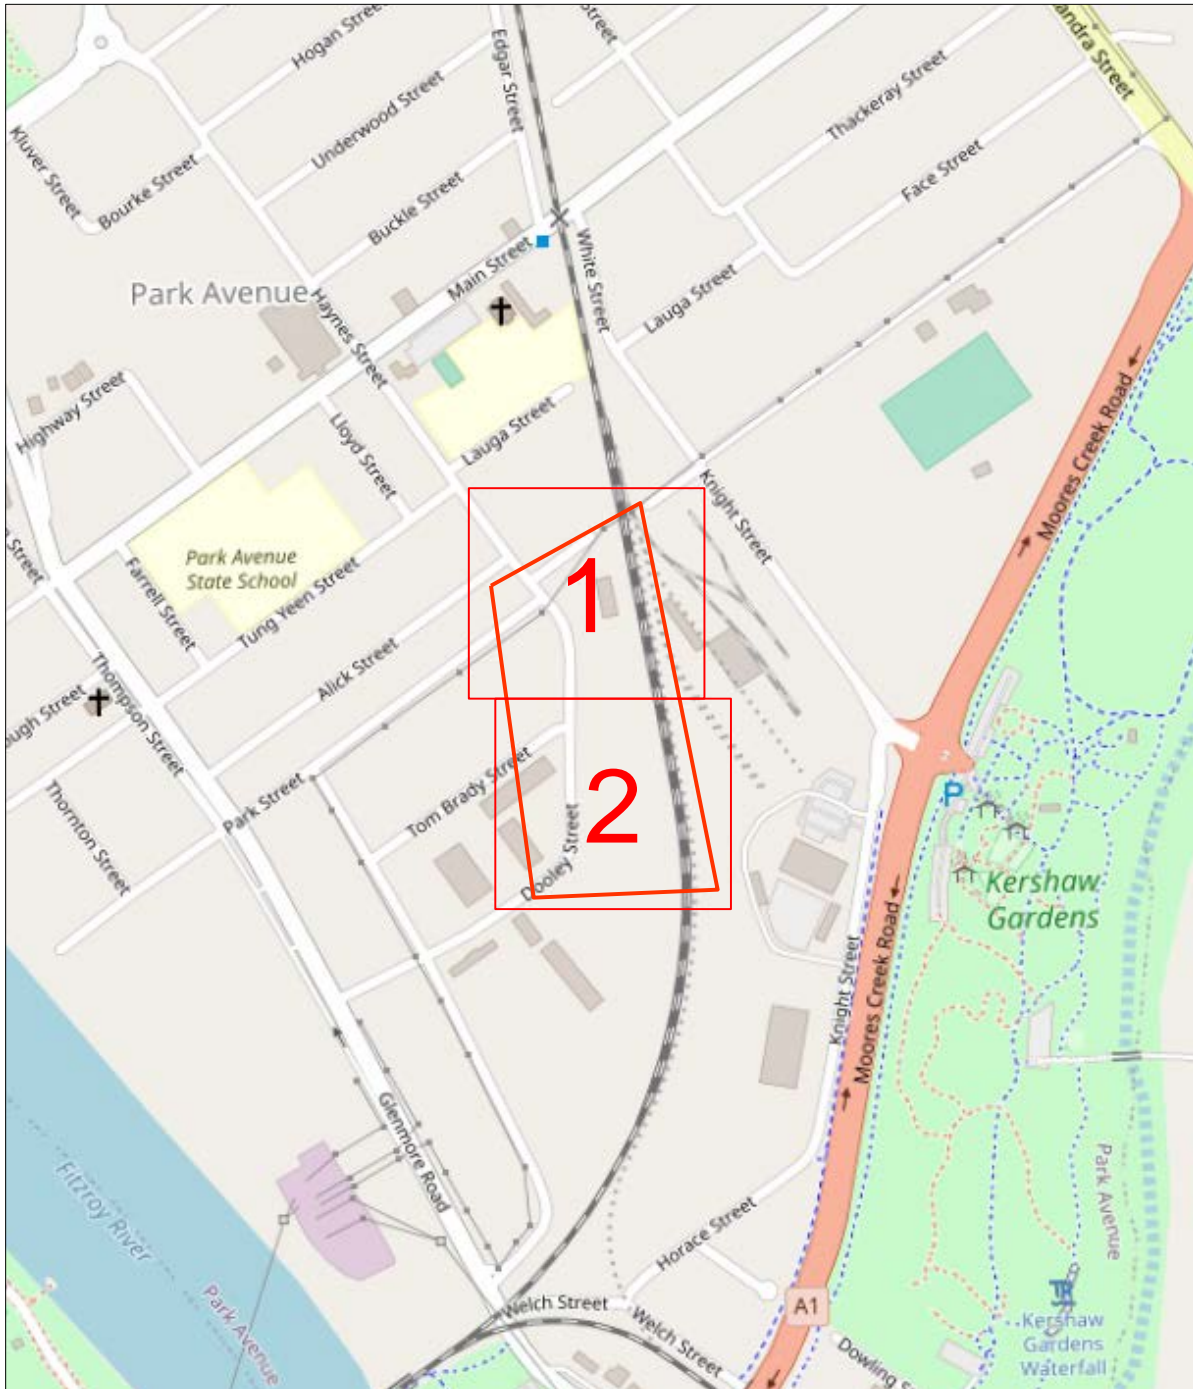 Hogan Street
Edgar Street
Underwood Street
Thackeray Street
Kluver Street
Bourke Street
Buckle Street
Face Street
Main Street
White Street
Park Avenue
Haynes Street
Lauga Street
Highway Street
Lloyd Street
Lauga Street
Moores Creek Road
Knight Street
Park Avenue
State School
Farrell Street
Tung Yeen Street
1
Alick Street
Thompson Street
Park Street
Tom Brady Street
2
P
Thornton Street
Dooley Street
Kershaw
Gardens
Knight Street
Moores Creek Road
Glenmore Road
Fitzroy River
Park Avenue
Park Avenue
Horace Street
Welch Street
Welch Street
A1
Kershaw
Gardens
Waterfall